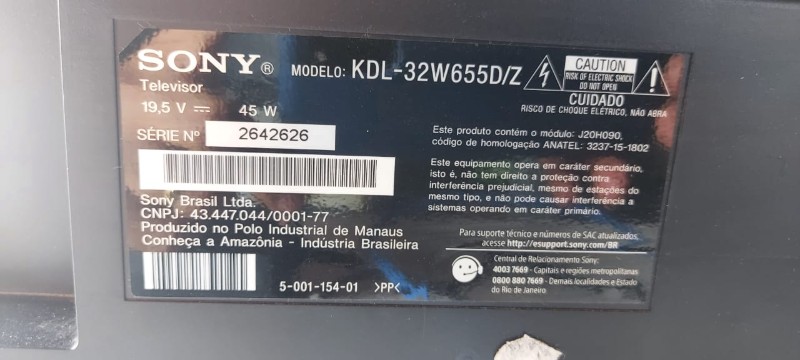 SONY® MODELO: KDL-32W655D/Z
Televisor
19,5 V ⎓ 45 W
SÉRIE Nº 2642626
CAUTION
RISK OF ELECTRIC SHOCK
DO NOT OPEN
CUIDADO
RISCO DE CHOQUE ELÉTRICO, NÃO ABRA
Este produto contém o módulo: J20H090,
código de homologação ANATEL: 3237-15-1802
Este equipamento opera em caráter secundário,
isto é, não tem direito a proteção contra
interferência prejudicial, mesmo de estações do
mesmo tipo, e não pode causar interferência a
sistemas operando em caráter primário.
Sony Brasil Ltda.
CNPJ: 43.447.044/0001-77
Produzido no Polo Industrial de Manaus
Conheça a Amazônia - Indústria Brasileira
Para suporte técnico e números de SAC atualizados,
acesse http://esupport.sony.com/BR
Central de Relacionamento Sony:
4003 7669 - Capitais e regiões metropolitanas
0800 880 7669 - Demais localidades e Estado
do Rio de Janeiro.
5-001-154-01 >PP<